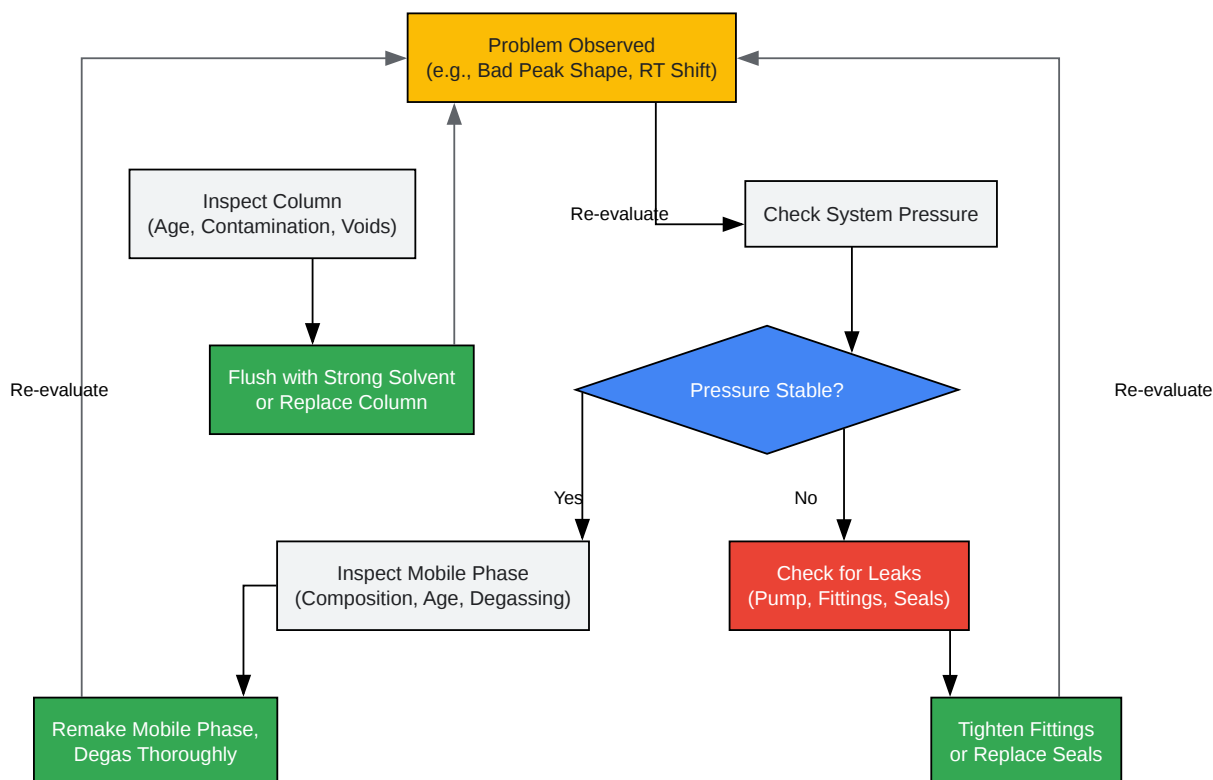 Problem Observed
(e.g., Bad Peak Shape, RT Shift)
Inspect Column
(Age, Contamination, Voids)
Re-evaluate
Check System Pressure
Re-evaluate
Flush with Strong Solvent
or Replace Column
Pressure Stable?
Re-evaluate
Yes
No
Inspect Mobile Phase
(Composition, Age, Degassing)
Check for Leaks
(Pump, Fittings, Seals)
Remake Mobile Phase,
Degas Thoroughly
Tighten Fittings
or Replace Seals